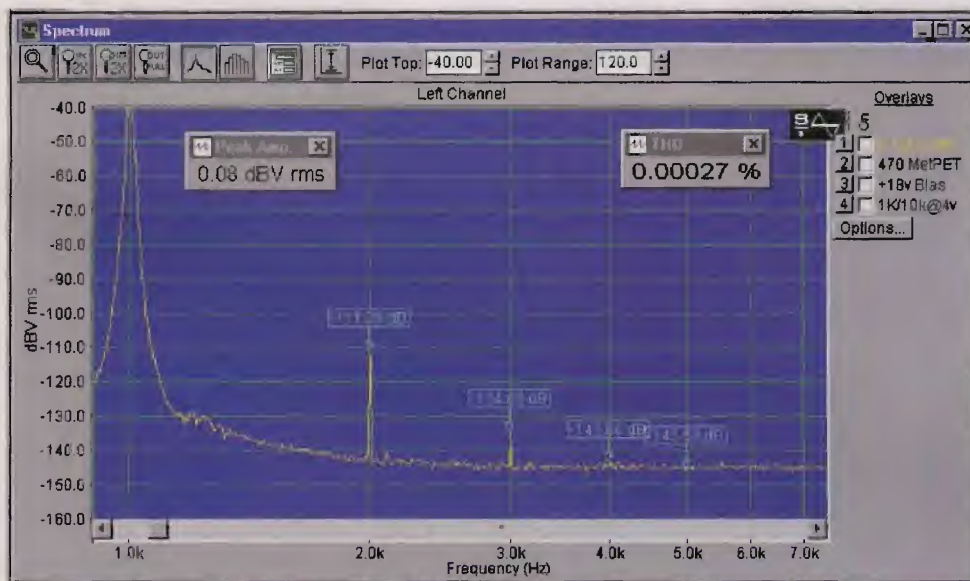 Spectrum
Plot Top: -40.00 Plot Range: 120.0
Left Channel
Overlays
5
1
2 470 MetPET
3 +18v Bias
4 1K/10k@4v
Options...
Peak Amp.
0.08 dBV rms
THD
0.00027 %
dBV rms
-40.0
-50.0
-60.0
-70.0
-80.0
-90.0
-100.0
-110.0
-120.0
-130.0
-140.0
-150.0
-160.0
1.0k 2.0k 3.0k 4.0k 5.0k 6.0k 7.0k
Frequency (Hz)